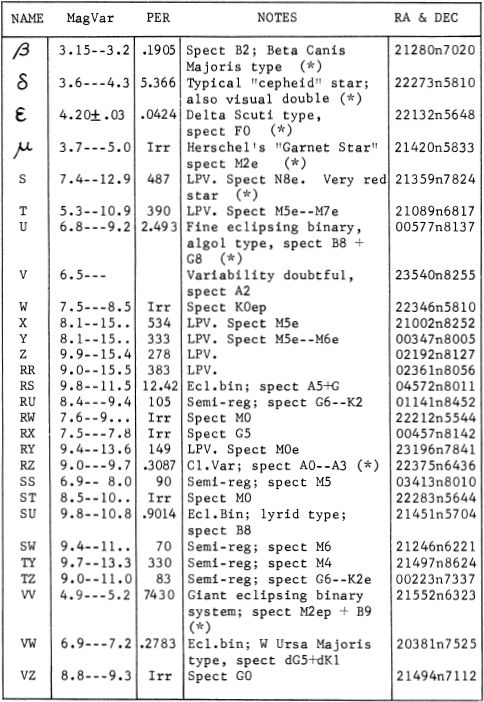 NAME MagVar PER NOTES RA & DEC
β 3.15--3.2 .1905 Spect B2; Beta Canis 21280n7020
Majoris type (*)
δ 3.6---4.3 5.366 Typical "cepheid" star; 22273n5810
also visual double (*)
ε 4.20±.03 .0424 Delta Scuti type, 22132n5648
spect F0 (*)
μ 3.7---5.0 Irr Herschel's "Garnet Star" 21420n5833
spect M2e (*)
S 7.4--12.9 487 LPV. Spect N8e. Very red 21359n7824
star (*)
T 5.3--10.9 390 LPV. Spect M5e--M7e 21089n6817
U 6.8---9.2 2.493 Fine eclipsing binary, 00577n8137
algol type, spect B8 +
G8 (*)
V 6.5--- Variability doubtful, 23540n8255
spect A2
W 7.5---8.5 Irr Spect K0ep 22346n5810
X 8.1--15.. 534 LPV. Spect M5e 21002n8252
Y 8.1--15.. 333 LPV. Spect M5e--M6e 00347n8005
Z 9.9--15.4 278 LPV. 02192n8127
RR 9.0--15.5 383 LPV. 02361n8056
RS 9.8--11.5 12.42 Ecl.bin; spect A5+G 04572n8011
RU 8.4---9.4 105 Semi-reg; spect G6--K2 01141n8452
RW 7.6--9... Irr Spect M0 22212n5544
RX 7.5---7.8 Irr Spect G5 00457n8142
RY 9.4--13.6 149 LPV. Spect M0e 23196n7841
RZ 9.0---9.7 .3087 Cl.Var; spect A0--A3 (*) 22375n6436
SS 6.9-- 8.0 90 Semi-reg; spect M5 03413n8010
ST 8.5--10.. Irr Spect M0 22283n5644
SU 9.8--10.8 .9014 Ecl.Bin; lyrid type; 21451n5704
spect B8
SW 9.4--11.. 70 Semi-reg; spect M6 21246n6221
TY 9.7--13.3 330 Semi-reg; spect M4 21497n8624
TZ 9.0--11.0 83 Semi-reg; spect G6--K2e 00223n7337
VV 4.9---5.2 7430 Giant eclipsing binary 21552n6323
system; spect M2ep + B9
(*)
VW 6.9---7.2 .2783 Ecl.bin; W Ursa Majoris 20381n7525
type, spect dG5+dK1
VZ 8.8---9.3 Irr Spect G0 21494n7112